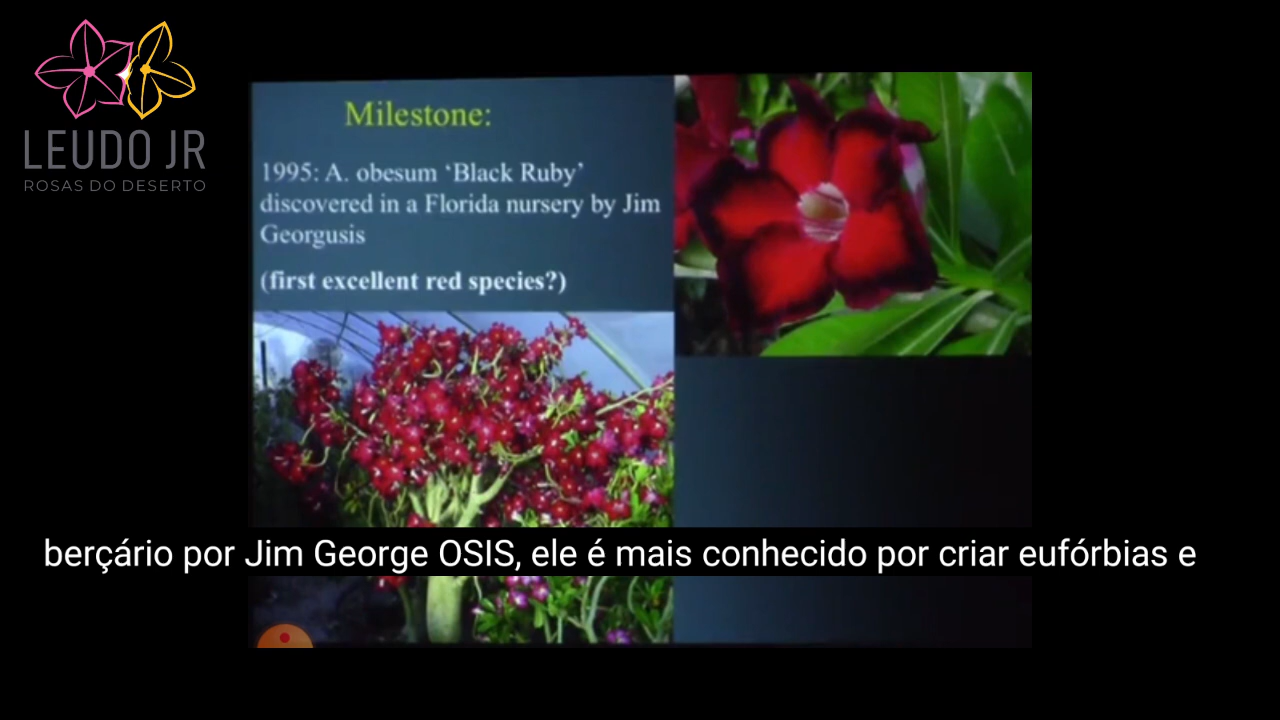 LEUDO JR
ROSAS DO DESERTO
Milestone:
1995: A. obesum ‘Black Ruby’
discovered in a Florida nursery by Jim
Georgusis
(first excellent red species?)
berçário por Jim George OSIS, ele é mais conhecido por criar eufórbias e